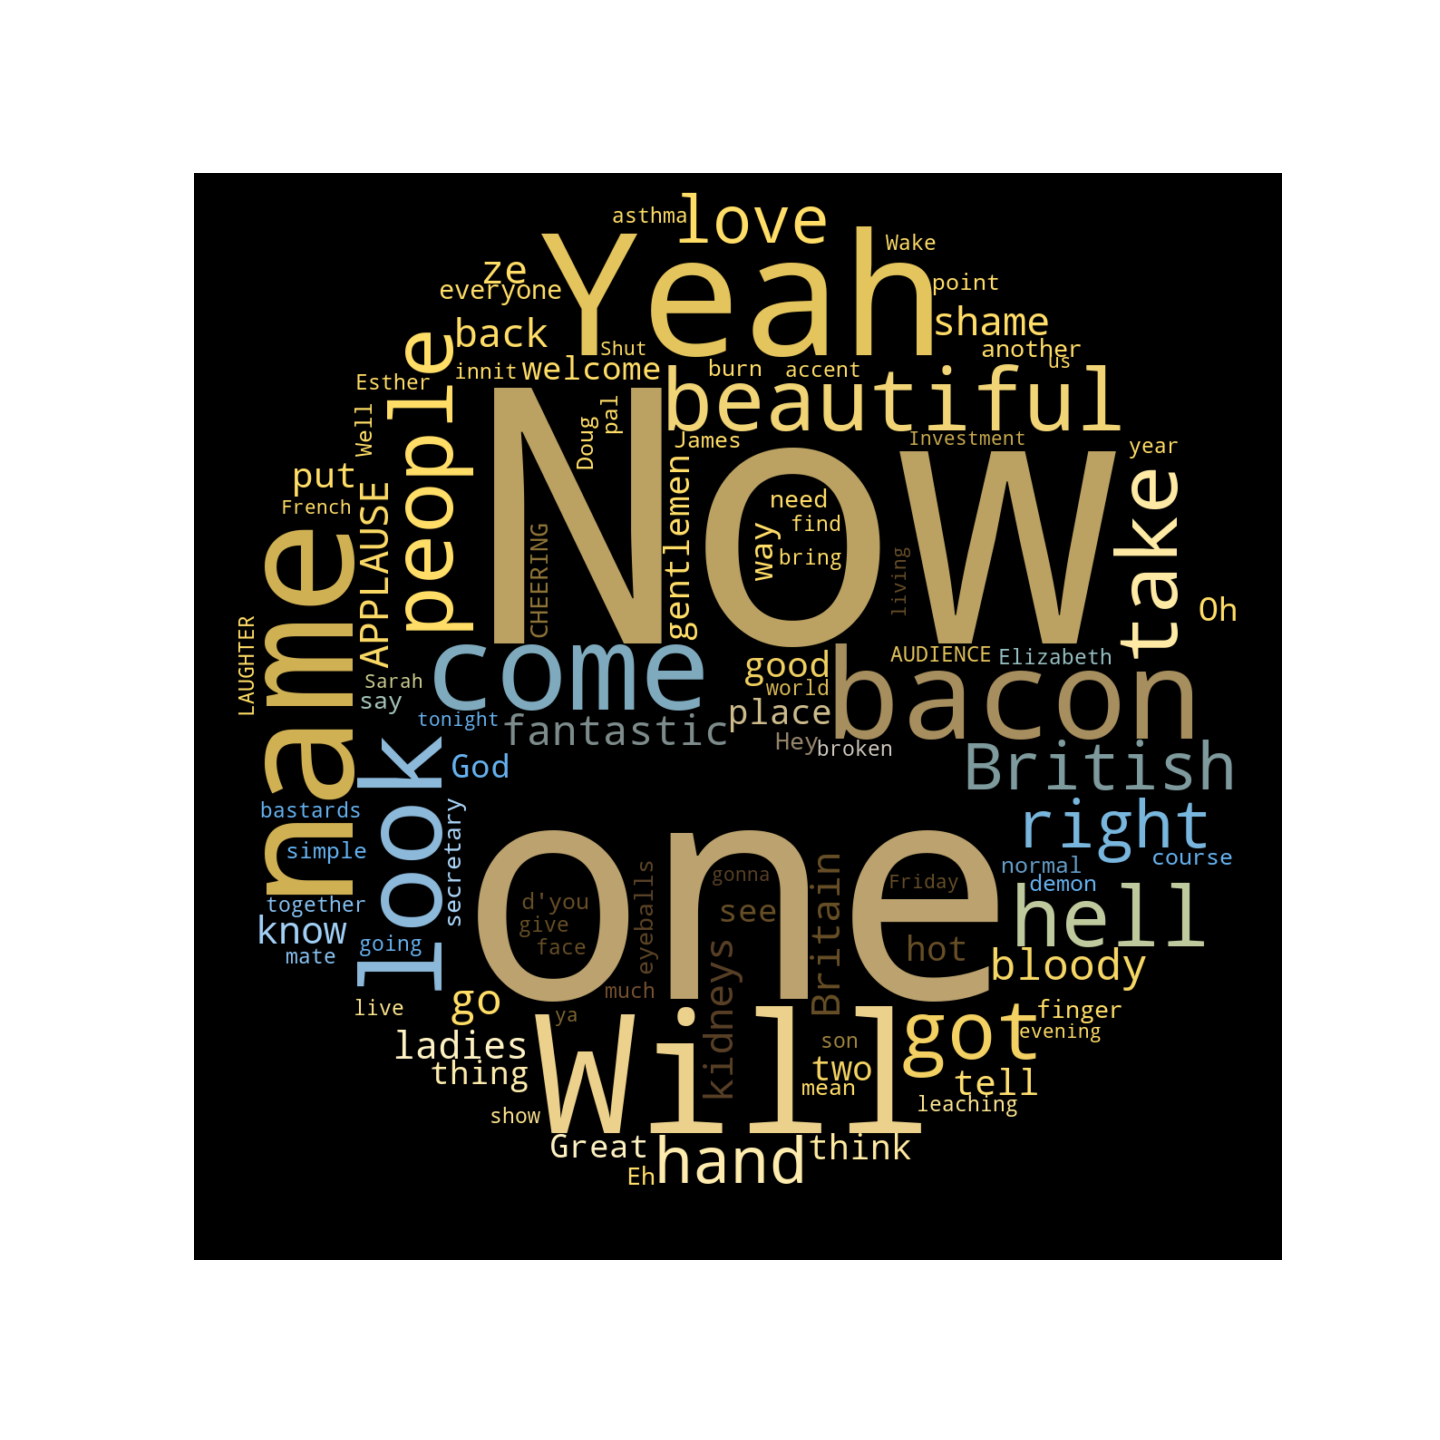 asthma
love
Wake
Yeah
ze
everyone
point
back
shame
people
Shut
another
us
innit
welcome
burn
accent
Esther
beautiful
Well
Doug
pal
James
Investment
year
Now
put
French
APPLAUSE
gentlemen
need
find
way
bring
CHEERING
living
take
name
Oh
LAUGHTER
come
good
AUDIENCE
Elizabeth
Sarah
say
world
bacon
tonight
fantastic
place
Hey
broken
British
look
God
bastards
secretary
right
simple
course
one
normal
demon
gonna
Friday
d'you
give
face
eyeballs
see
Britain
hot
hell
together
know
going
mate
bloody
kidneys
much
live
go
ya
Will
got
finger
evening
ladies
son
thing
two
tell
mean
show
leaching
Great
hand
think
Eh